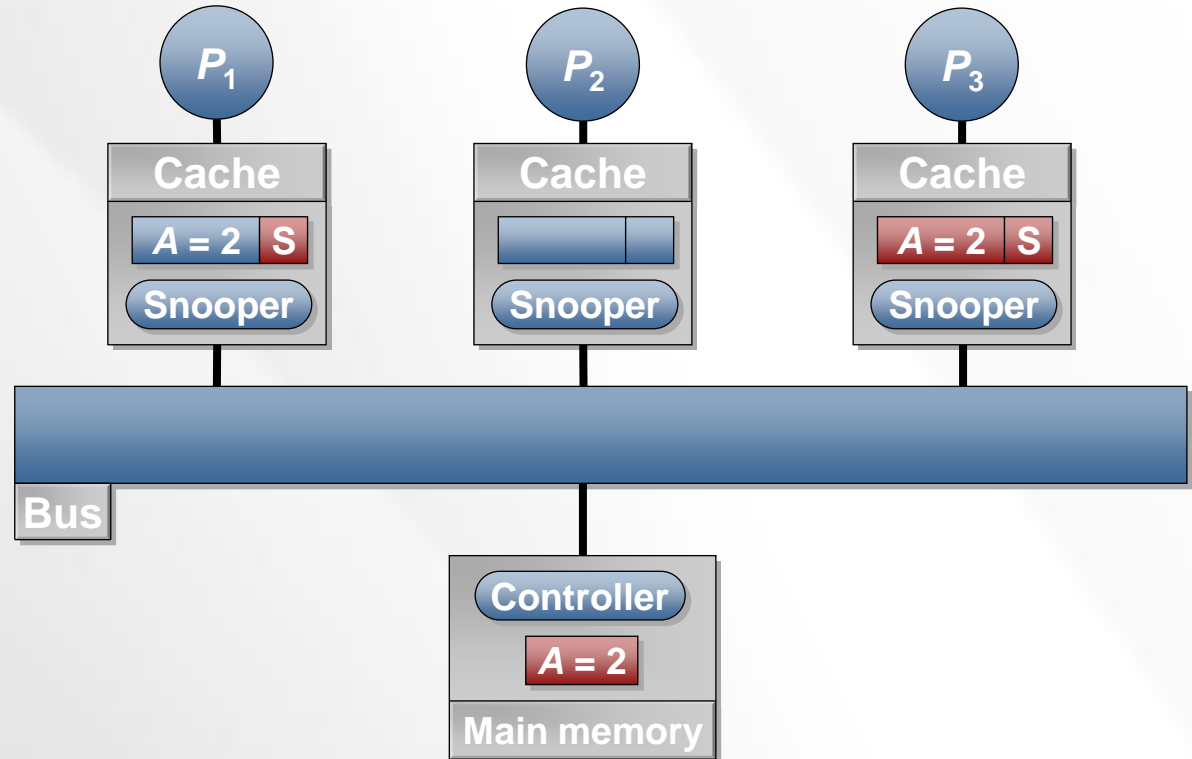 P1 P2 P3
Cache Cache Cache
A = 2 S A = 2 S
Snooper Snooper Snooper
Bus
Controller
A = 2
Main memory